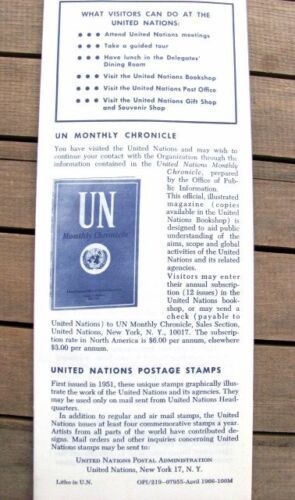 WHAT VISITORS CAN DO AT THE
UNITED NATIONS:
● ● ● Attend United Nations meetings
● ● ● Take a guided tour
● ● ● Have lunch in the Delegates'
Dining Room
● ● ● Visit the United Nations Bookshop
● ● ● Visit the United Nations Post Office
● ● ● Visit the United Nations Gift Shop
and Souvenir Shop
UN MONTHLY CHRONICLE
You have visited the United Nations and may wish to
continue your contact with the Organization through the
information contained in the United Nations Monthly
Chronicle, prepared
by the Office of Pub-
lic Information.
This official, illustrated
magazine (copies
available in the United
Nations Bookshop) is
designed to aid public
understanding of the
aims, scope and global
activities of the United
Nations and its related
agencies.
Visitors may enter
their annual subscrip-
tion (12 issues) in the
United Nations book-
shop, or may send a
check (payable to
United Nations) to UN Monthly Chronicle, Sales Section,
United Nations, New York, N. Y., 10017. The subscrip-
tion rate in North America is $6.00 per annum, elsewhere
$3.00 per annum.
UN
Monthly Chronicle
UNITED NATIONS POSTAGE STAMPS
First issued in 1951, these unique stamps graphically illus-
trate the work of the United Nations and its agencies. They
may be used only on mail sent from United Nations Head-
quarters.
In addition to regular and air mail stamps, the United
Nations issues at least four commemorative stamps a year.
Artists from all parts of the world have contributed de-
signs. Mail orders and other inquiries concerning United
Nations stamps may be sent to:
UNITED NATIONS POSTAL ADMINISTRATION
United Nations, New York 17, N. Y.
Litho in U.N.
OPI/219—07955—April 1966—100M